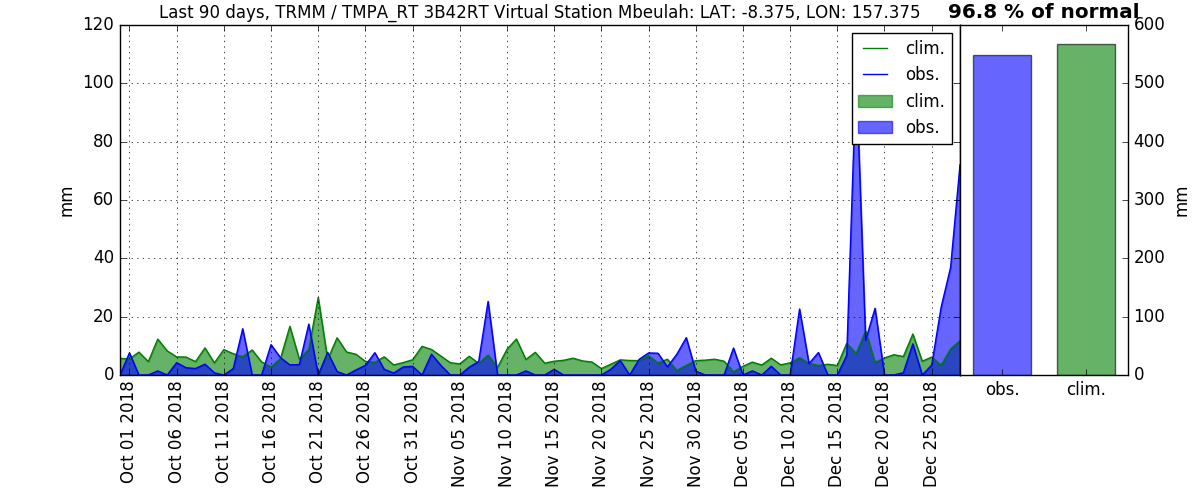 Last 90 days, TRMM / TMPA_RT 3B42RT Virtual Station Mbeulah: LAT: -8.375, LON: 157.375
96.8 % of normal
120
100
80
60
40
20
0
mm
clim.
obs.
clim.
obs.
600
500
400
300
200
100
0
mm
obs.
clim.
Oct 01 2018
Oct 06 2018
Oct 11 2018
Oct 16 2018
Oct 21 2018
Oct 26 2018
Oct 31 2018
Nov 05 2018
Nov 10 2018
Nov 15 2018
Nov 20 2018
Nov 25 2018
Nov 30 2018
Dec 05 2018
Dec 10 2018
Dec 15 2018
Dec 20 2018
Dec 25 2018